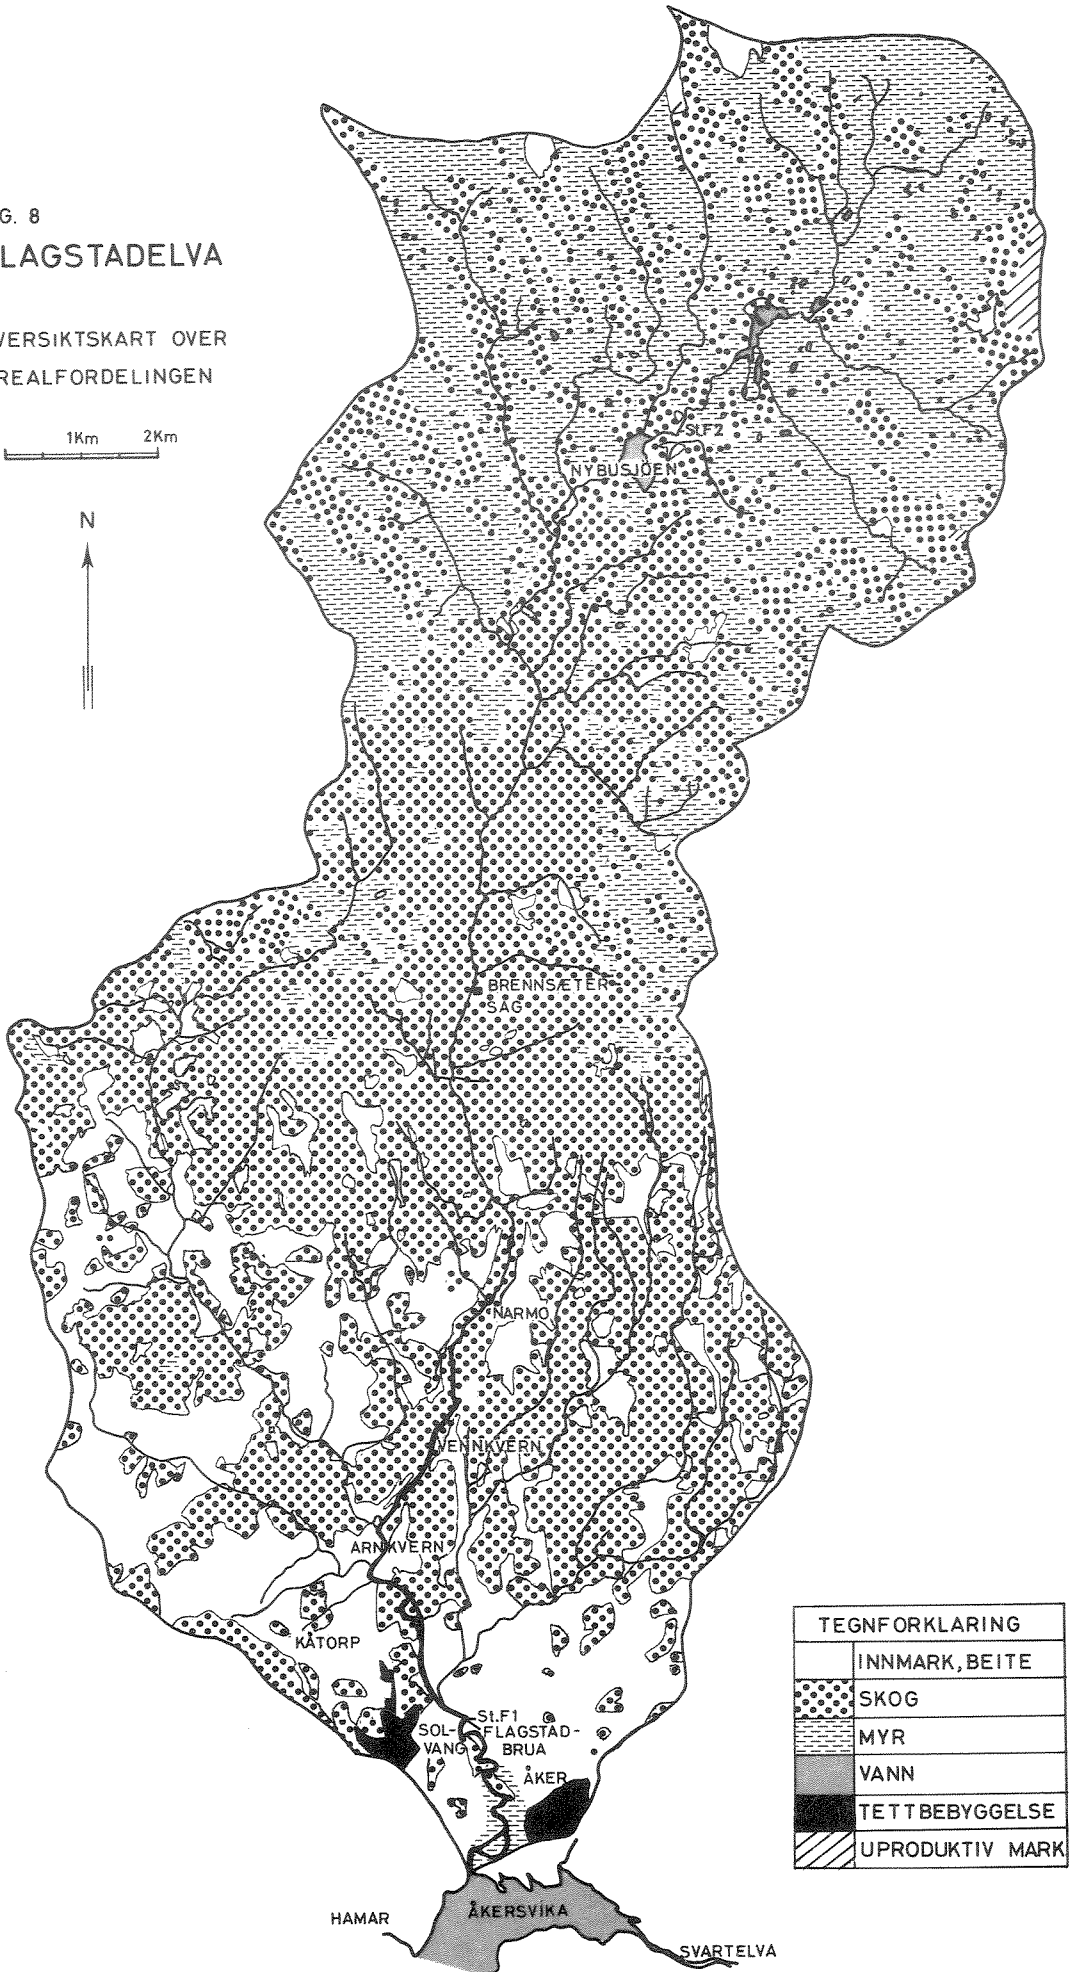 G. 8
LAGSTADELVA
VERSIKTSKART OVER
REALFORDELINGEN
1Km 2Km
N
St.F2
NYBUSJØEN
BRENNSÆTER
SAG
NARMO
VENNKVERN
ARNKVERN
KÅTORP
St.F1
SOL-
VANG
FLAGSTAD-
BRUA
ÅKER
TEGNFORKLARING
INNMARK, BEITE
SKOG
MYR
VANN
TETTBEBYGGELSE
UPRODUKTIV MARK
ÅKERSVIKA
HAMAR
SVARTELVA